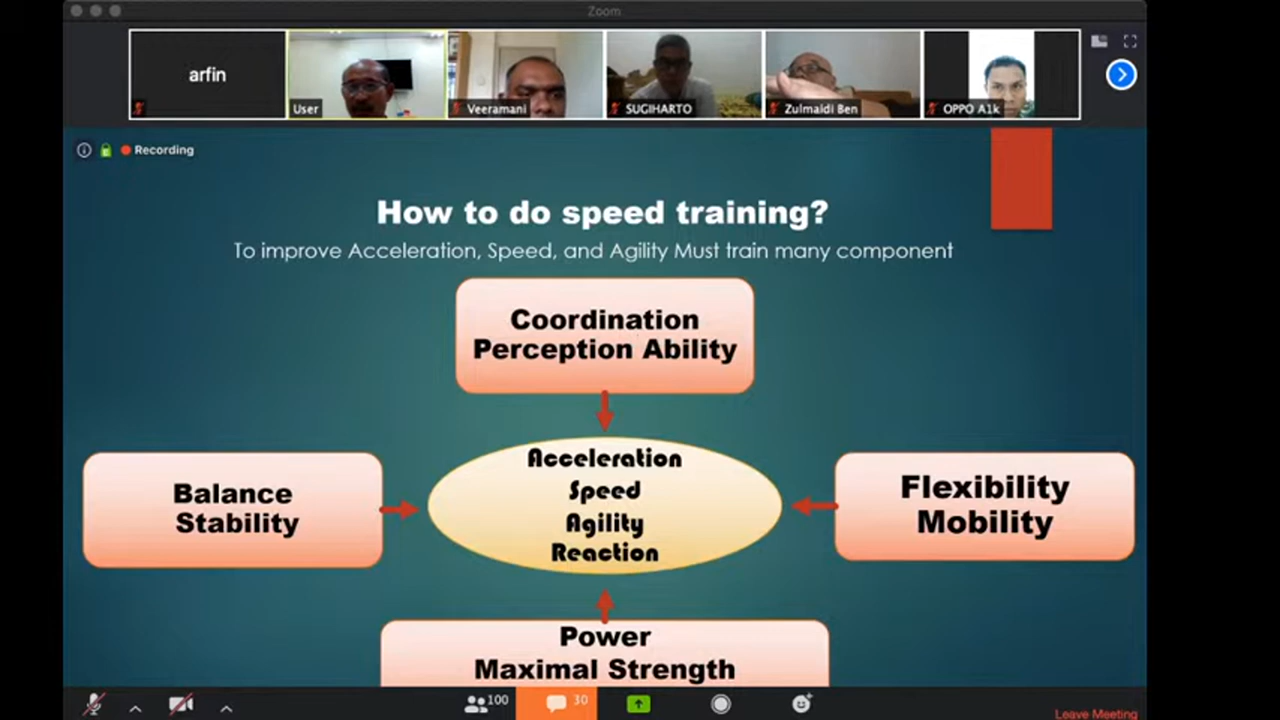 Zoom
arfin
User
Veeramani
SUGIHARTO
Zulmaidi Ben
OPPO A1k
Recording
How to do speed training?
To improve Acceleration, Speed, and Agility Must train many component
Coordination
Perception Ability
Balance
Stability
Acceleration
Speed
Agility
Reaction
Flexibility
Mobility
Power
Maximal Strength
100
30
Leave Meeting